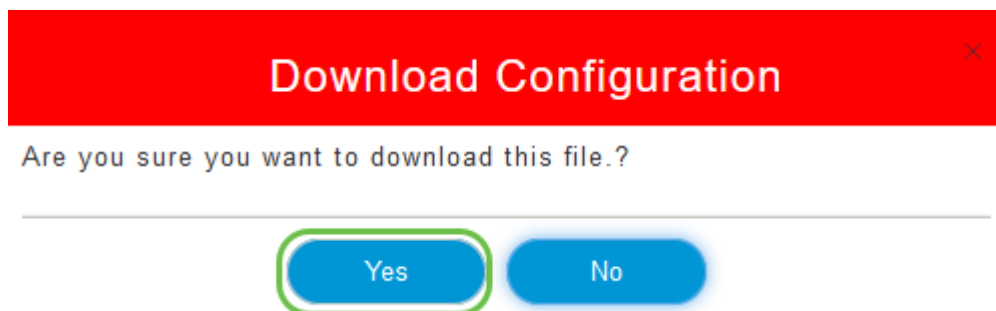 Download Configuration
Are you sure you want to download this file.?
Yes No